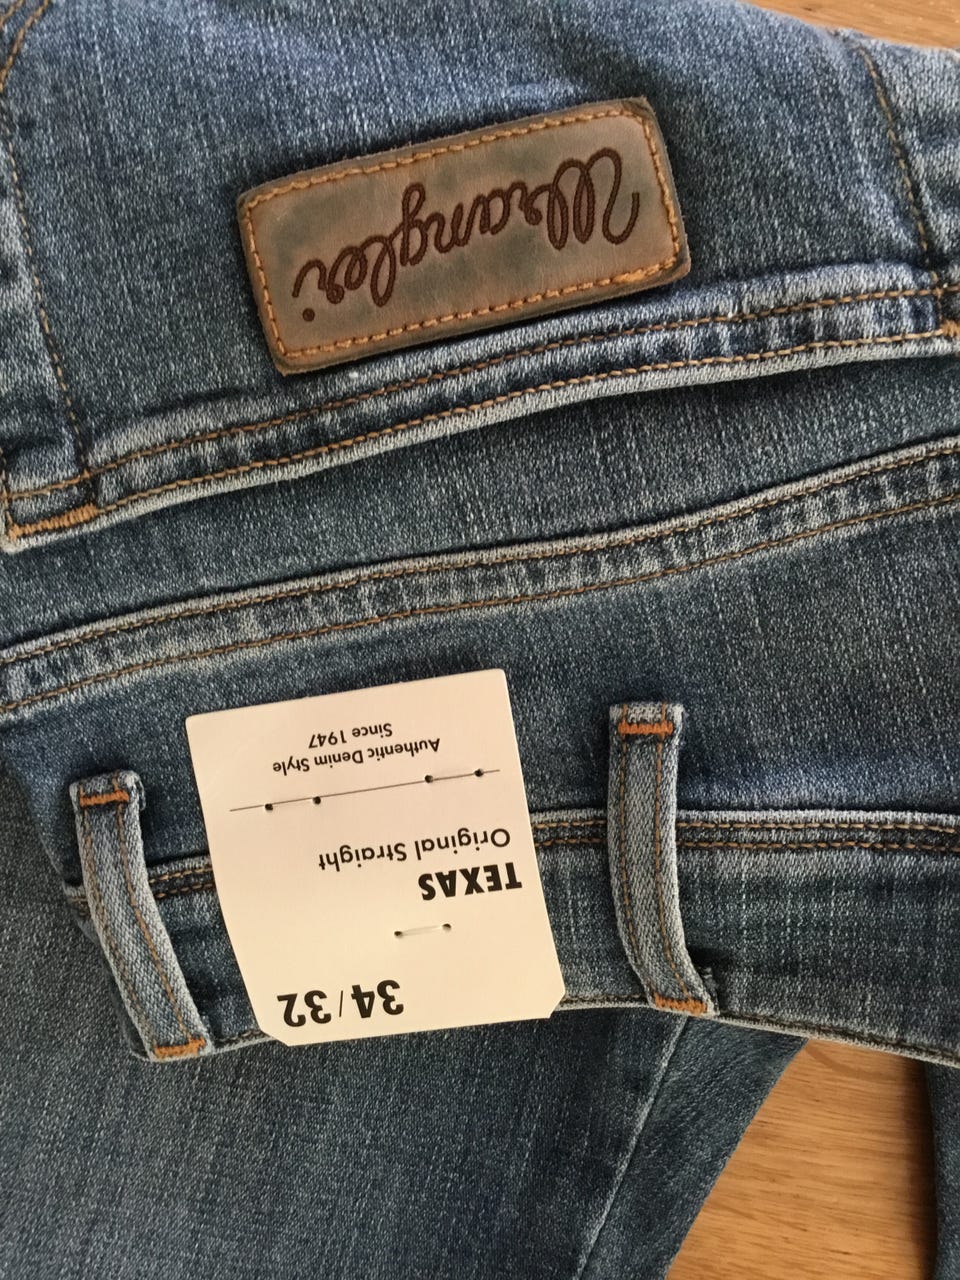 34/32
TEXAS
Original Straight
Authentic Denim Style
Since 1947
Wrangler